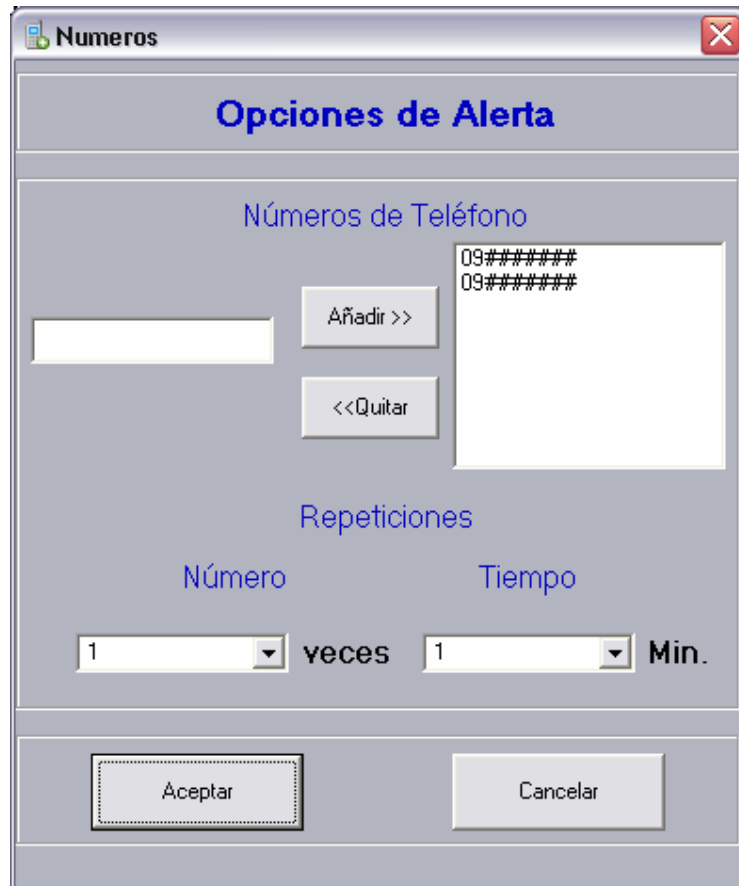 Numeros
Opciones de Alerta
Números de Teléfono
09#######
09#######
Añadir >>
<<Quitar
Repeticiones
Número Tiempo
1 veces 1 Min.
Aceptar Cancelar